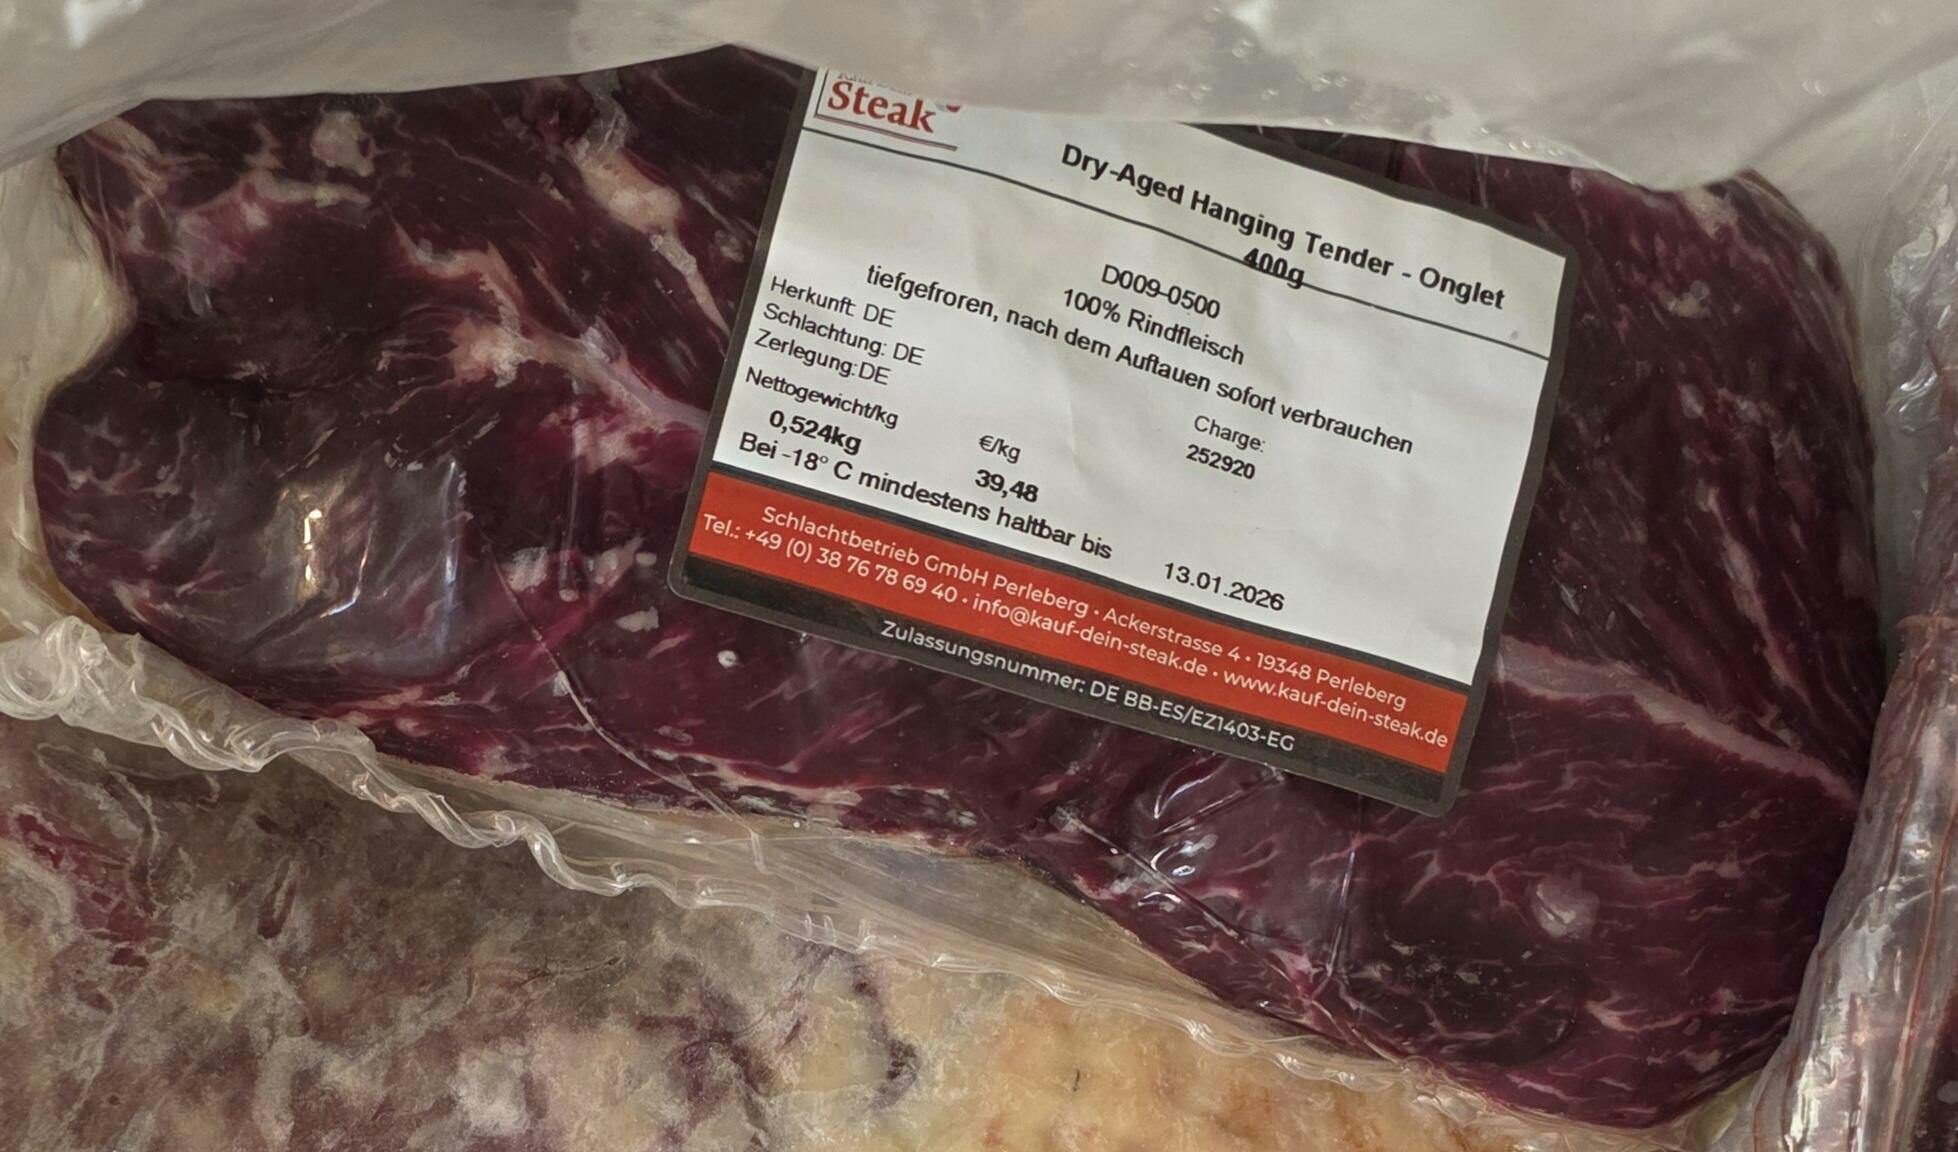 Steak
Dry-Aged Hanging Tender - Onglet
400g
D009-0500
100% Rindfleisch
tiefgefroren, nach dem Auftauen sofort verbrauchen
Herkunft: DE
Schlachtung: DE
Zerlegung:DE
Nettogewicht/kg €/kg Charge:
0,524kg 39,48 252920
Bei -18° C mindestens haltbar bis 13.01.2026
Schlachtbetrieb GmbH Perleberg • Ackerstrasse 4 • 19348 Perleberg
Tel.: +49 (0) 38 76 78 69 40 • info@kauf-dein-steak.de • www.kauf-dein-steak.de
Zulassungsnummer: DE BB-ES/EZ1403-EG